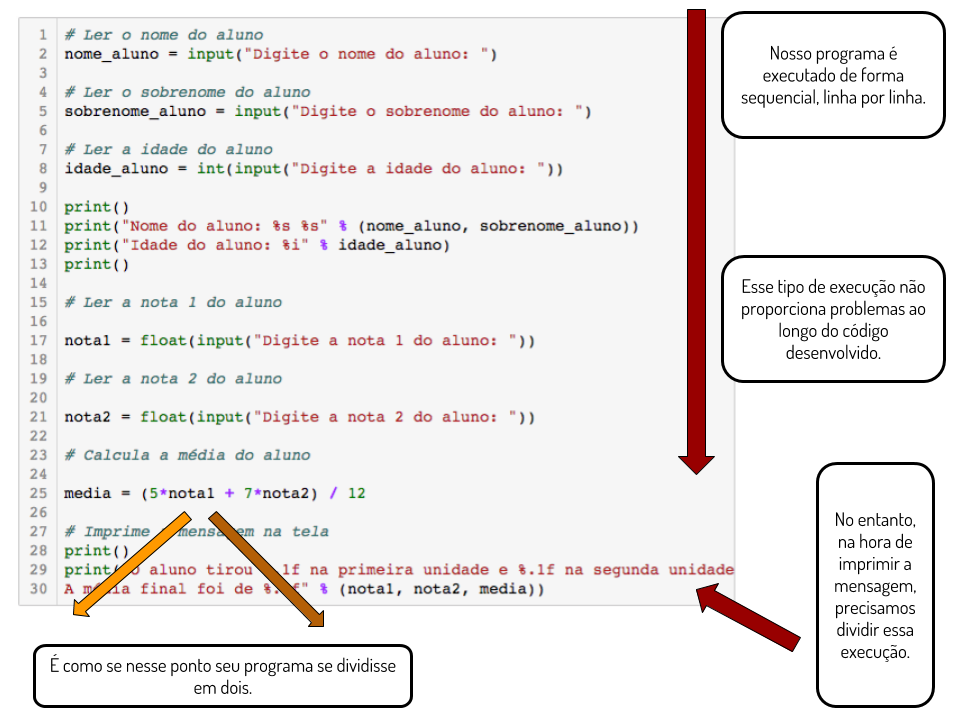 1 # Ler o nome do aluno
2 nome_aluno = input("Digite o nome do aluno: ")
3
4 # Ler o sobrenome do aluno
5 sobrenome_aluno = input("Digite o sobrenome do aluno: ")
6
7 # Ler a idade do aluno
8 idade_aluno = int(input("Digite a idade do aluno: "))
9
10 print()
11 print("Nome do aluno: %s %s" % (nome_aluno, sobrenome_aluno))
12 print("Idade do aluno: %i" % idade_aluno)
13 print()
14
15 # Ler a nota 1 do aluno
16
17 nota1 = float(input("Digite a nota 1 do aluno: "))
18
19 # Ler a nota 2 do aluno
20
21 nota2 = float(input("Digite a nota 2 do aluno: "))
22
23 # Calcula a média do aluno
24
25 media = (5*nota1 + 7*nota2) / 12
26
27 # Imprime mensagem na tela
28 print()
29 print( aluno tirou .1f na primeira unidade e %.1f na segunda unidade
30 A média final foi de %. f" % (nota1, nota2, media))
Nosso programa é
executado de forma
sequencial, linha por linha.
Esse tipo de execução não
proporciona problemas ao
longo do código
desenvolvido.
No entanto,
na hora de
imprimir a
mensagem,
precisamos
dividir essa
execução.
É como se nesse ponto seu programa se dividisse
em dois.